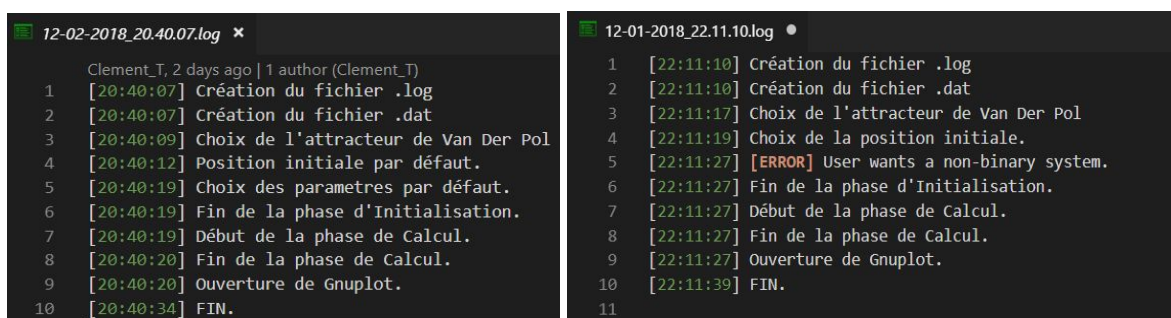 12-02-2018_20.40.07.log ×
Clement_T, 2 days ago | 1 author (Clement_T)
1 [20:40:07] Création du fichier .log
2 [20:40:07] Création du fichier .dat
3 [20:40:09] Choix de l'attracteur de Van Der Pol
4 [20:40:12] Position initiale par défaut.
5 [20:40:19] Choix des parametres par défaut.
6 [20:40:19] Fin de la phase d'Initialisation.
7 [20:40:19] Début de la phase de Calcul.
8 [20:40:20] Fin de la phase de Calcul.
9 [20:40:20] Ouverture de Gnuplot.
10 [20:40:34] FIN.
12-01-2018_22.11.10.log ●
1 [22:11:10] Création du fichier .log
2 [22:11:10] Création du fichier .dat
3 [22:11:17] Choix de l'attracteur de Van Der Pol
4 [22:11:19] Choix de la position initiale.
5 [22:11:27] [ERROR] User wants a non-binary system.
6 [22:11:27] Fin de la phase d'Initialisation.
7 [22:11:27] Début de la phase de Calcul.
8 [22:11:27] Fin de la phase de Calcul.
9 [22:11:27] Ouverture de Gnuplot.
10 [22:11:39] FIN.
11